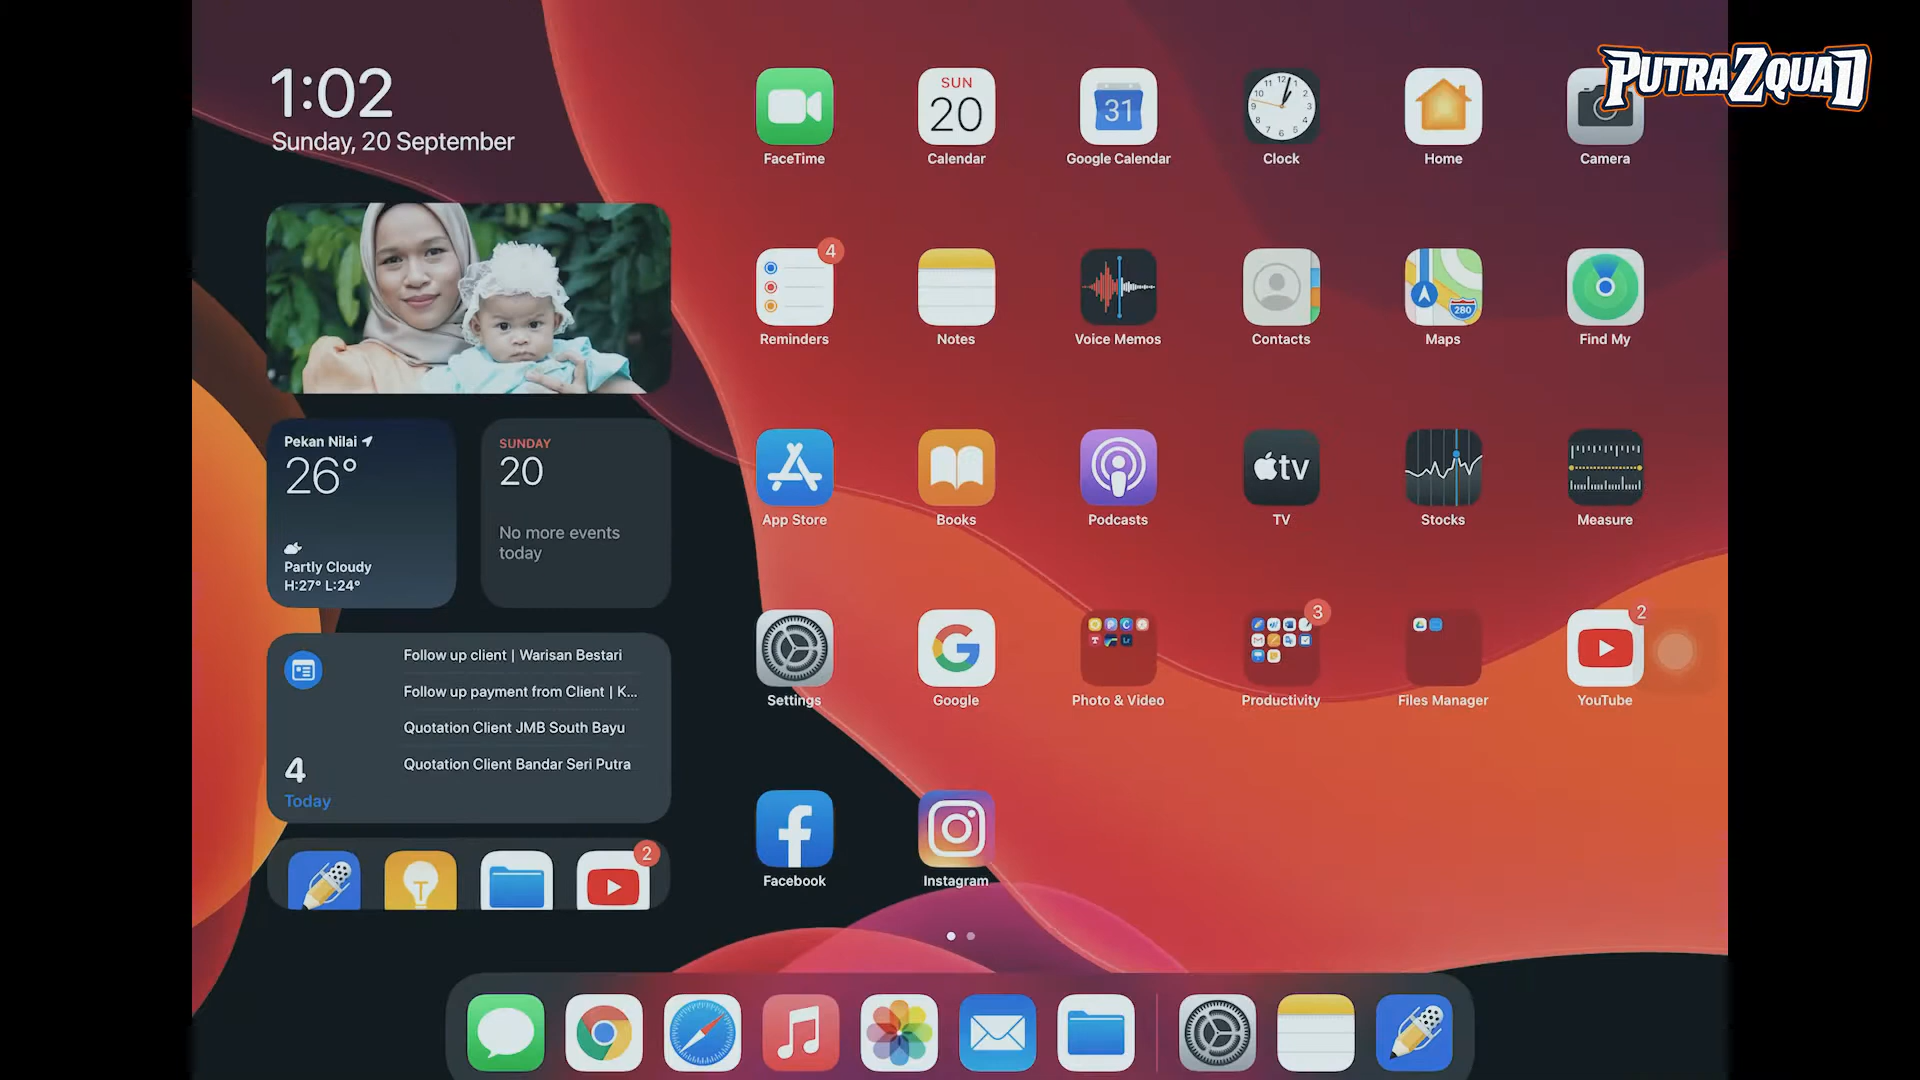 PUTRAZQUAD
1:02
Sunday, 20 September
Pekan Nilai
26°
Partly Cloudy
H:27° L:24°
SUNDAY
20
No more events
today
Follow up client | Warisan Bestari
Follow up payment from Client | K...
Quotation Client JMB South Bayu
Quotation Client Bandar Seri Putra
4
Today
2
SUN
20
31
FaceTime
Calendar
Google Calendar
Clock
Home
Camera
4
280
Reminders
Notes
Voice Memos
Contacts
Maps
Find My
tv
App Store
Books
Podcasts
TV
Stocks
Measure
3
2
Settings
Google
Photo & Video
Productivity
Files Manager
YouTube
Facebook
Instagram